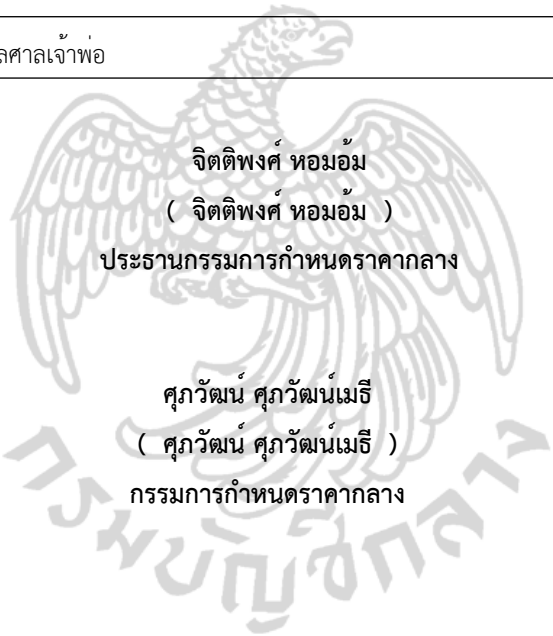 ลศาลเจ้าพ่อ
จิตติพงศ์ หอมอ้ม
( จิตติพงศ์ หอมอ้ม )
ประธานกรรมการกำหนดราคากลาง
ศุภวัฒน์ ศุภวัฒน์เมธี
( ศุภวัฒน์ ศุภวัฒน์เมธี )
กรรมการกำหนดราคากลาง
กรมบัญชีกลาง